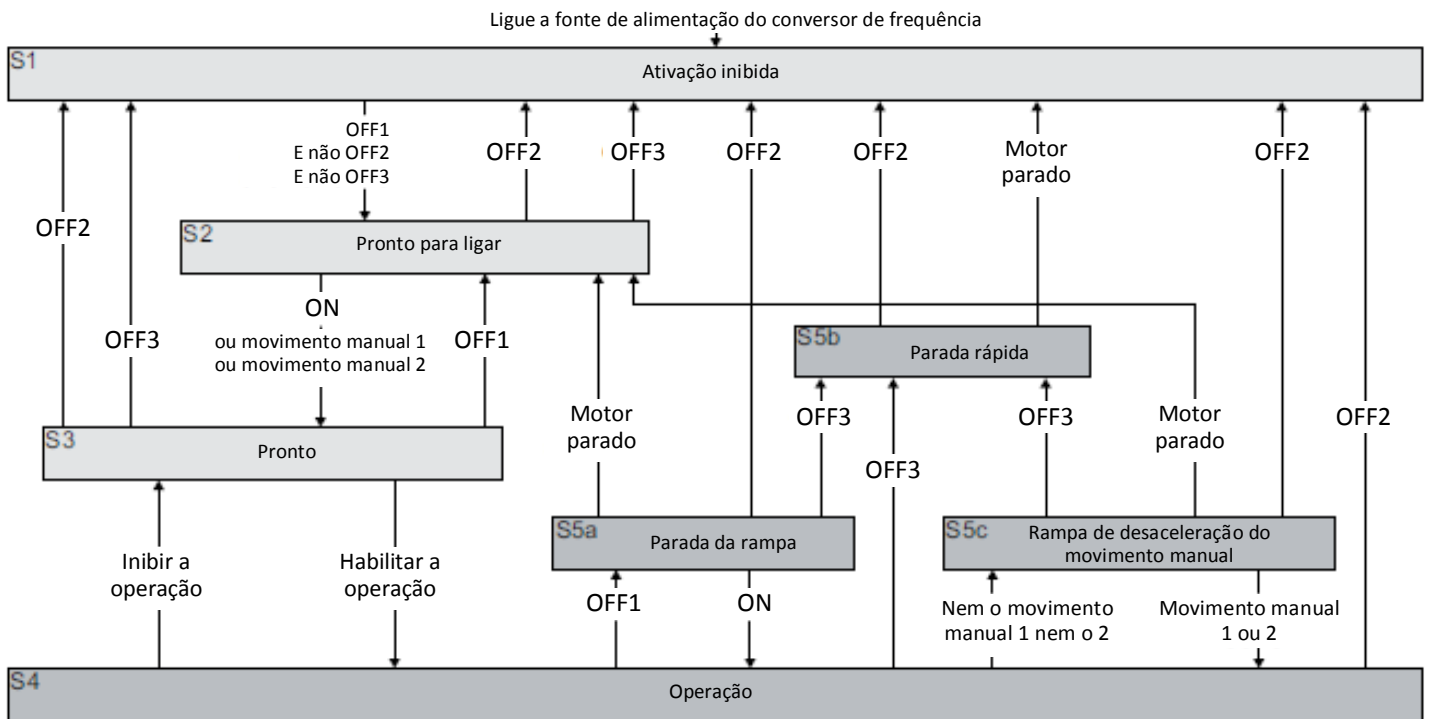 Ligue a fonte de alimentação do conversor de frequência
S1
Ativação inibida
OFF1
E não OFF2
E não OFF3
OFF2
OFF3
OFF2
OFF2
Motor
parado
OFF2
OFF2
S2
Pronto para ligar
ON
ou movimento manual 1
ou movimento manual 2
OFF3
OFF1
S5b
Parada rápida
S3
Pronto
Motor
parado
OFF3
OFF3
OFF3
Motor
parado
OFF2
S5a
Parada da rampa
S5c
Rampa de desaceleração do
movimento manual
Inibir a
operação
Habilitar a
operação
OFF1
ON
Nem o movimento
manual 1 nem o 2
Movimento manual
1 ou 2
S4
Operação